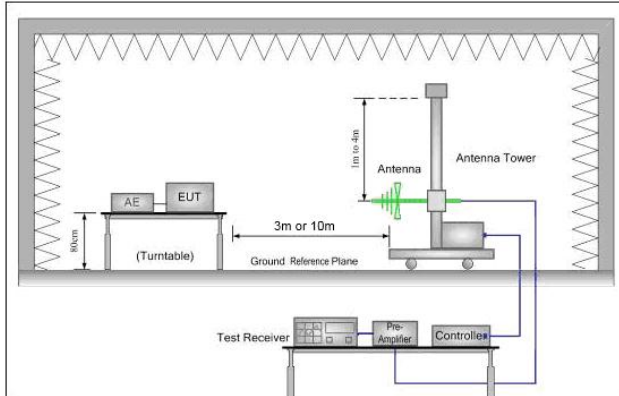 1m to 4m
Antenna
Antenna Tower
AE
EUT
80cm
3m or 10m
(Turntable)
Ground Reference Plane
Test Receiver
Pre-
Amplifier
Controlle